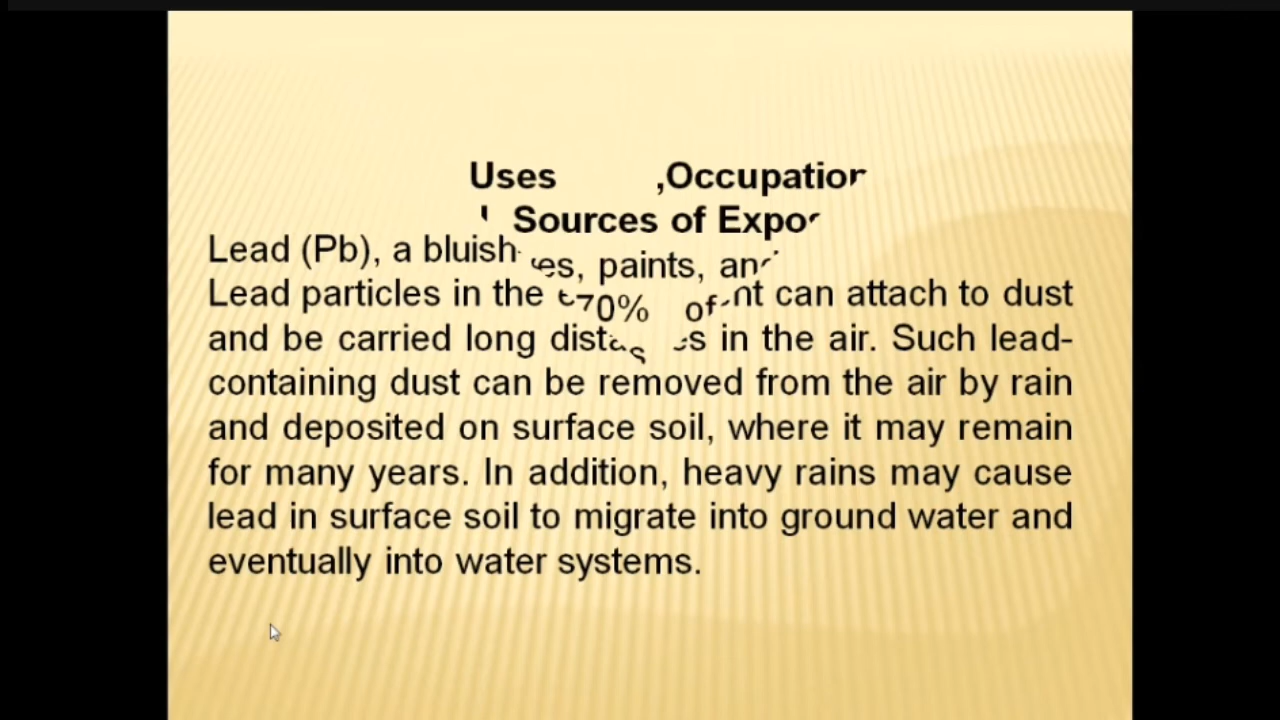 Uses ,Occupation
Sources of Expo
Lead (Pb), a bluish
es, paints, and
Lead particles in the 70% of nt can attach to dust
and be carried long dist s in the air. Such lead-
containing dust can be removed from the air by rain
and deposited on surface soil, where it may remain
for many years. In addition, heavy rains may cause
lead in surface soil to migrate into ground water and
eventually into water systems.